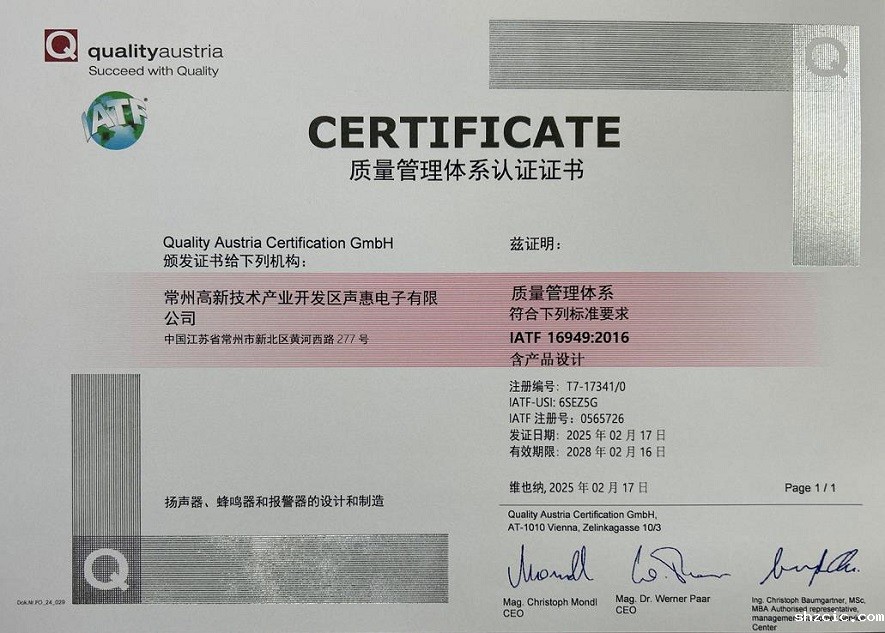 Q qualityaustria
Succeed with Quality
Q
IATF
CERTIFICATE
质量管理体系认证证书
Quality Austria Certification GmbH
颁发证书给下列机构：
常州高新技术产业开发区声惠电子有限
公司
中国江苏省常州市新北区黄河西路 277 号
扬声器、蜂鸣器和报警器的设计和制造
兹证明：
质量管理体系
符合下列标准要求
IATF 16949:2016
含产品设计
注册编号：T7-17341/0
IATF-USI: 6SEZ5G
IATF 注册号：0565726
发证日期：2025 年 02 月 17 日
有效期限：2028 年 02 月 16 日
维也纳, 2025 年 02 月 17 日
Page 1 / 1
Quality Austria Certification GmbH,
AT-1010 Vienna, Zelinkagasse 10/3
Q
Mag. Christoph Mondl
CEO
Mag. Dr. Werner Paar
CEO
Ing. Christoph Baumgartner, MSc,
MBA Authorised representative,
management
Center
Dok.Nr.FO_24_029
shzcic.com